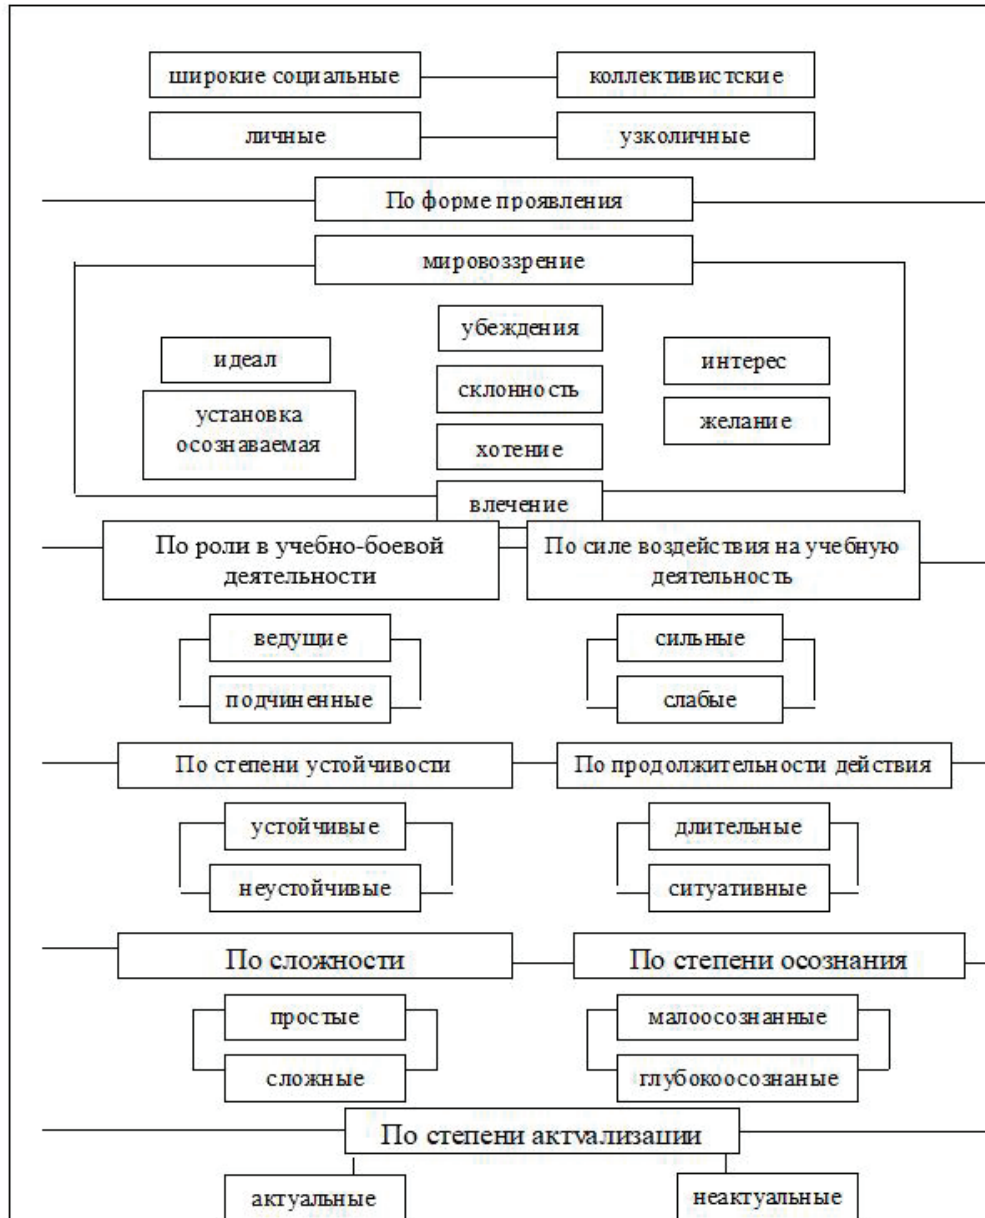 широкие социальные
коллективистские
личные
узколичные
По форме проявления
мировоззрение
убеждения
идеал
интерес
склонность
установка
осознаваемая
желание
хотение
влечение
По роли в учебно-боевой
деятельности
По силе воздействия на учебную
деятельность
ведущие
сильные
подчиненные
слабые
По степени устойчивости
По продолжительности действия
устойчивые
длительные
неустойчивые
ситуативные
По сложности
По степени осознания
простые
малоосознанные
сложные
глубокоосознаные
По степени актуализации
актуальные
неактуальные